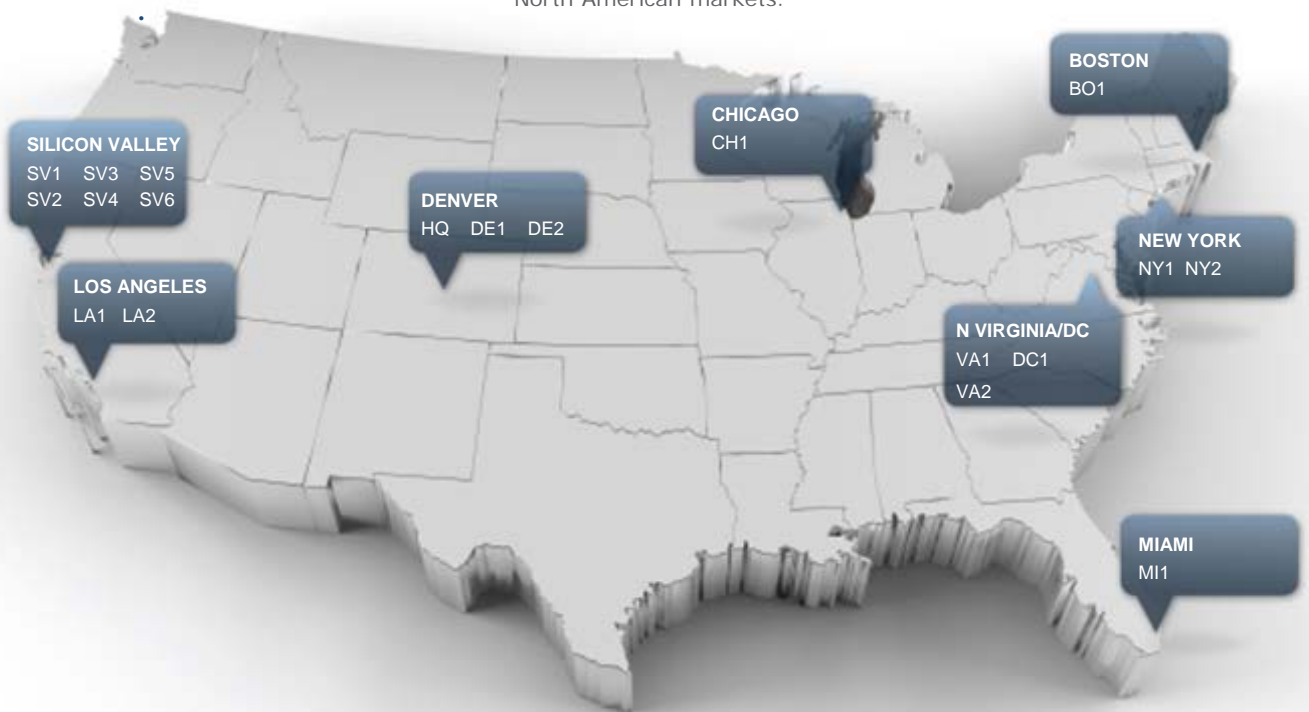 North American markets.
BOSTON
BO1
CHICAGO
CH1
SILICON VALLEY
SV1 SV3 SV5
SV2 SV4 SV6
DENVER
HQ DE1 DE2
NEW YORK
NY1 NY2
LOS ANGELES
LA1 LA2
N VIRGINIA/DC
VA1 DC1
VA2
MIAMI
MI1